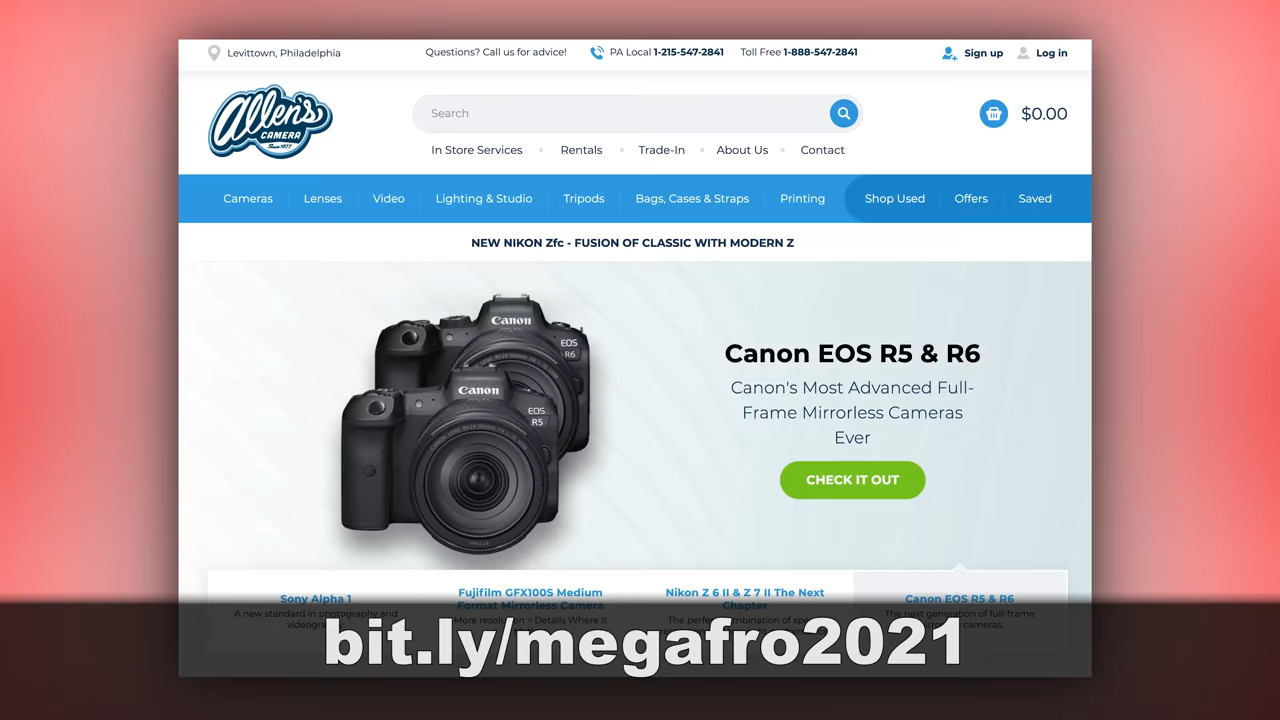 Levittown, Philadelphia
Questions? Call us for advice!
PA Local 1-215-547-2841
Toll Free 1-888-547-2841
Sign up
Log in
Allen's
CAMERA
Since 1977
Search
$0.00
In Store Services
Rentals
Trade-In
About Us
Contact
Cameras
Lenses
Video
Lighting & Studio
Tripods
Bags, Cases & Straps
Printing
Shop Used
Offers
Saved
NEW NIKON Zfc - FUSION OF CLASSIC WITH MODERN Z
Canon
EOS
R6
Canon
EOS
R5
Canon EOS R5 & R6
Canon's Most Advanced Full-
Frame Mirrorless Cameras
Ever
CHECK IT OUT
Sony Alpha 1
A new standard in photography and
Fujifilm GFX100S Medium
Format Mirrorless Camera
More resolution = Details Where it
Nikon Z 6 II & Z 7 II The Next
Chapter
The perfect combination of
Canon EOS R5 & R6
The next generation of full-frame
cameras.
bit.ly/megafro2021